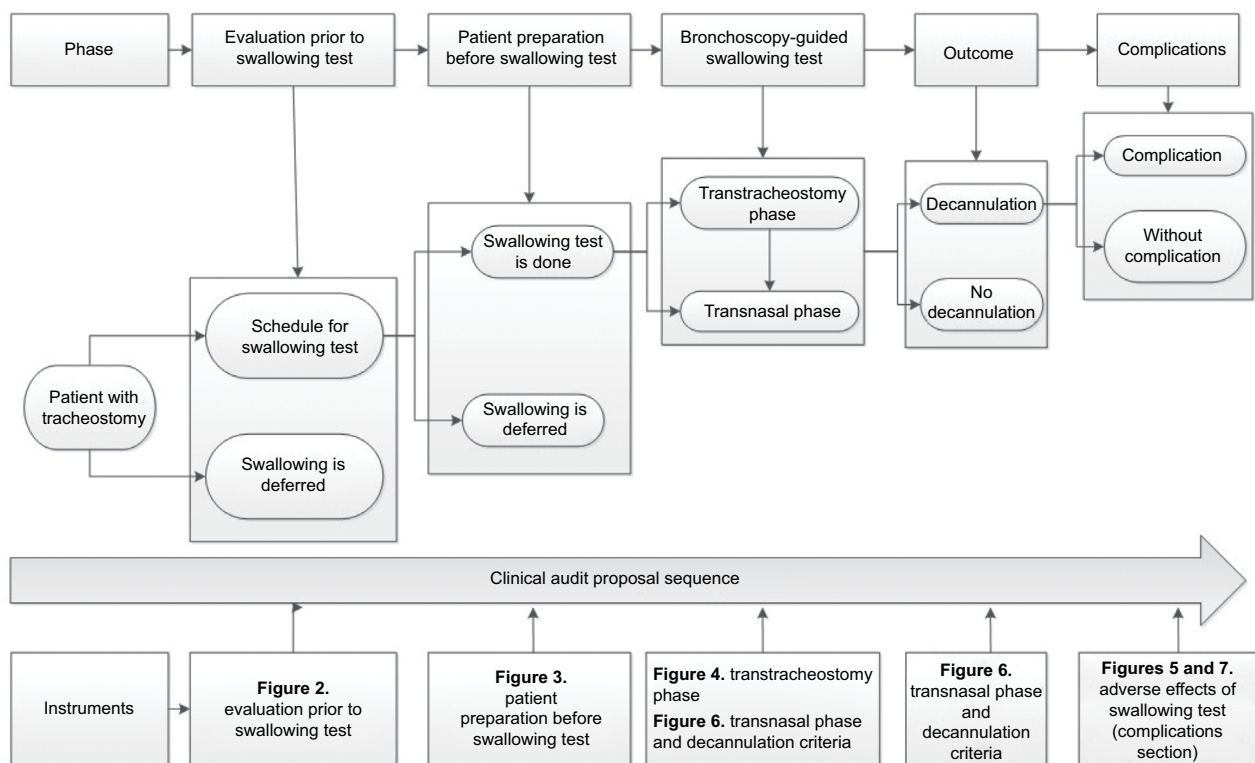 Phase
Evaluation prior to
swallowing test
Patient preparation
before swallowing test
Bronchoscopy-guided
swallowing test
Outcome
Complications
Patient with
tracheostomy
Schedule for
swallowing test
Swallowing is
deferred
Swallowing test
is done
Swallowing is
deferred
Transtracheostomy
phase
Transnasal phase
Decannulation
No
decannulation
Complication
Without
complication
Clinical audit proposal sequence
Instruments
Figure 2.
evaluation prior to
swallowing test
Figure 3.
patient
preparation before
swallowing test
Figure 4. transtracheostomy
phase
Figure 6. transnasal phase
and decannulation criteria
Figure 6.
transnasal phase
and
decannulation
criteria
Figures 5 and 7.
adverse effects of
swallowing test
(complications
section)